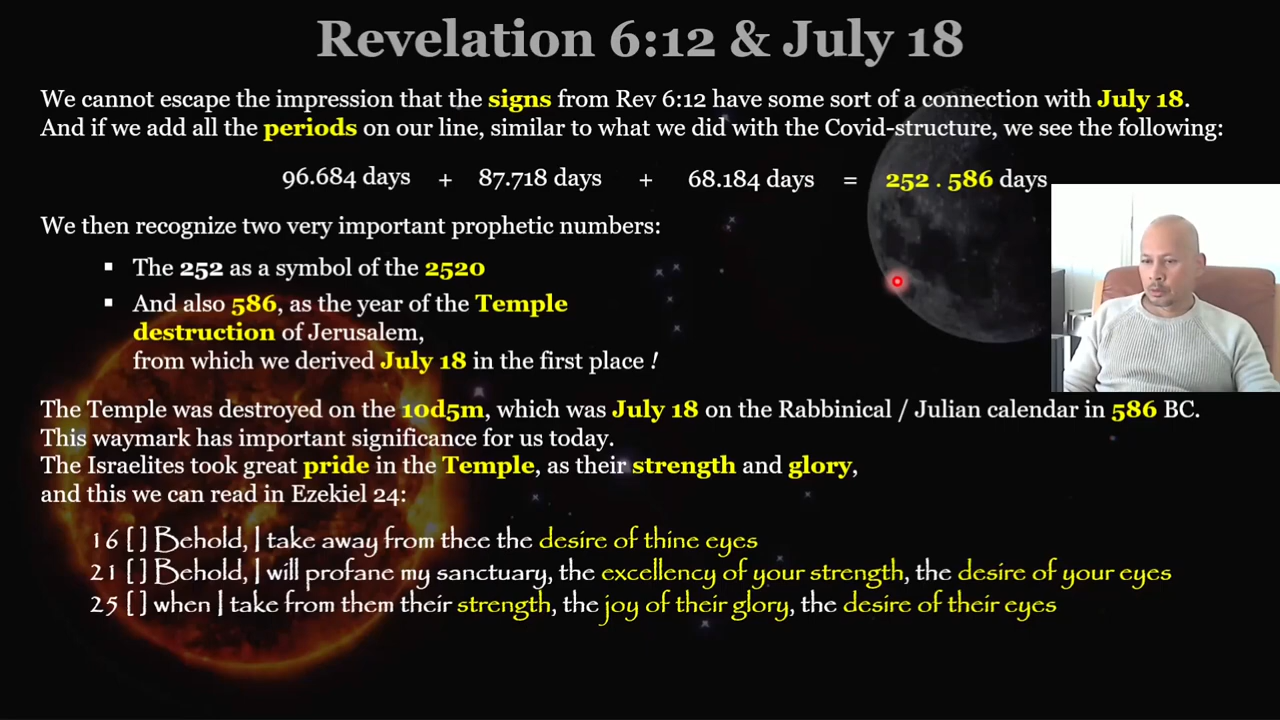 Revelation 6:12 & July 18
We cannot escape the impression that the signs from Rev 6:12 have some sort of a connection with July 18.
And if we add all the periods on our line, similar to what we did with the Covid-structure, we see the following:
96.684 days + 87.718 days + 68.184 days = 252 . 586 days
We then recognize two very important prophetic numbers:
▪ The 252 as a symbol of the 2520
▪ And also 586, as the year of the Temple
destruction of Jerusalem,
from which we derived July 18 in the first place !
The Temple was destroyed on the 10d5m, which was July 18 on the Rabbinical / Julian calendar in 586 BC.
This waymark has important significance for us today.
The Israelites took great pride in the Temple, as their strength and glory,
and this we can read in Ezekiel 24:
16 [ ] Behold, I take away from thee the desire of thine eyes
21 [ ] Behold, I will profane my sanctuary, the excellency of your strength, the desire of your eyes
25 [ ] when I take from them their strength, the joy of their glory, the desire of their eyes